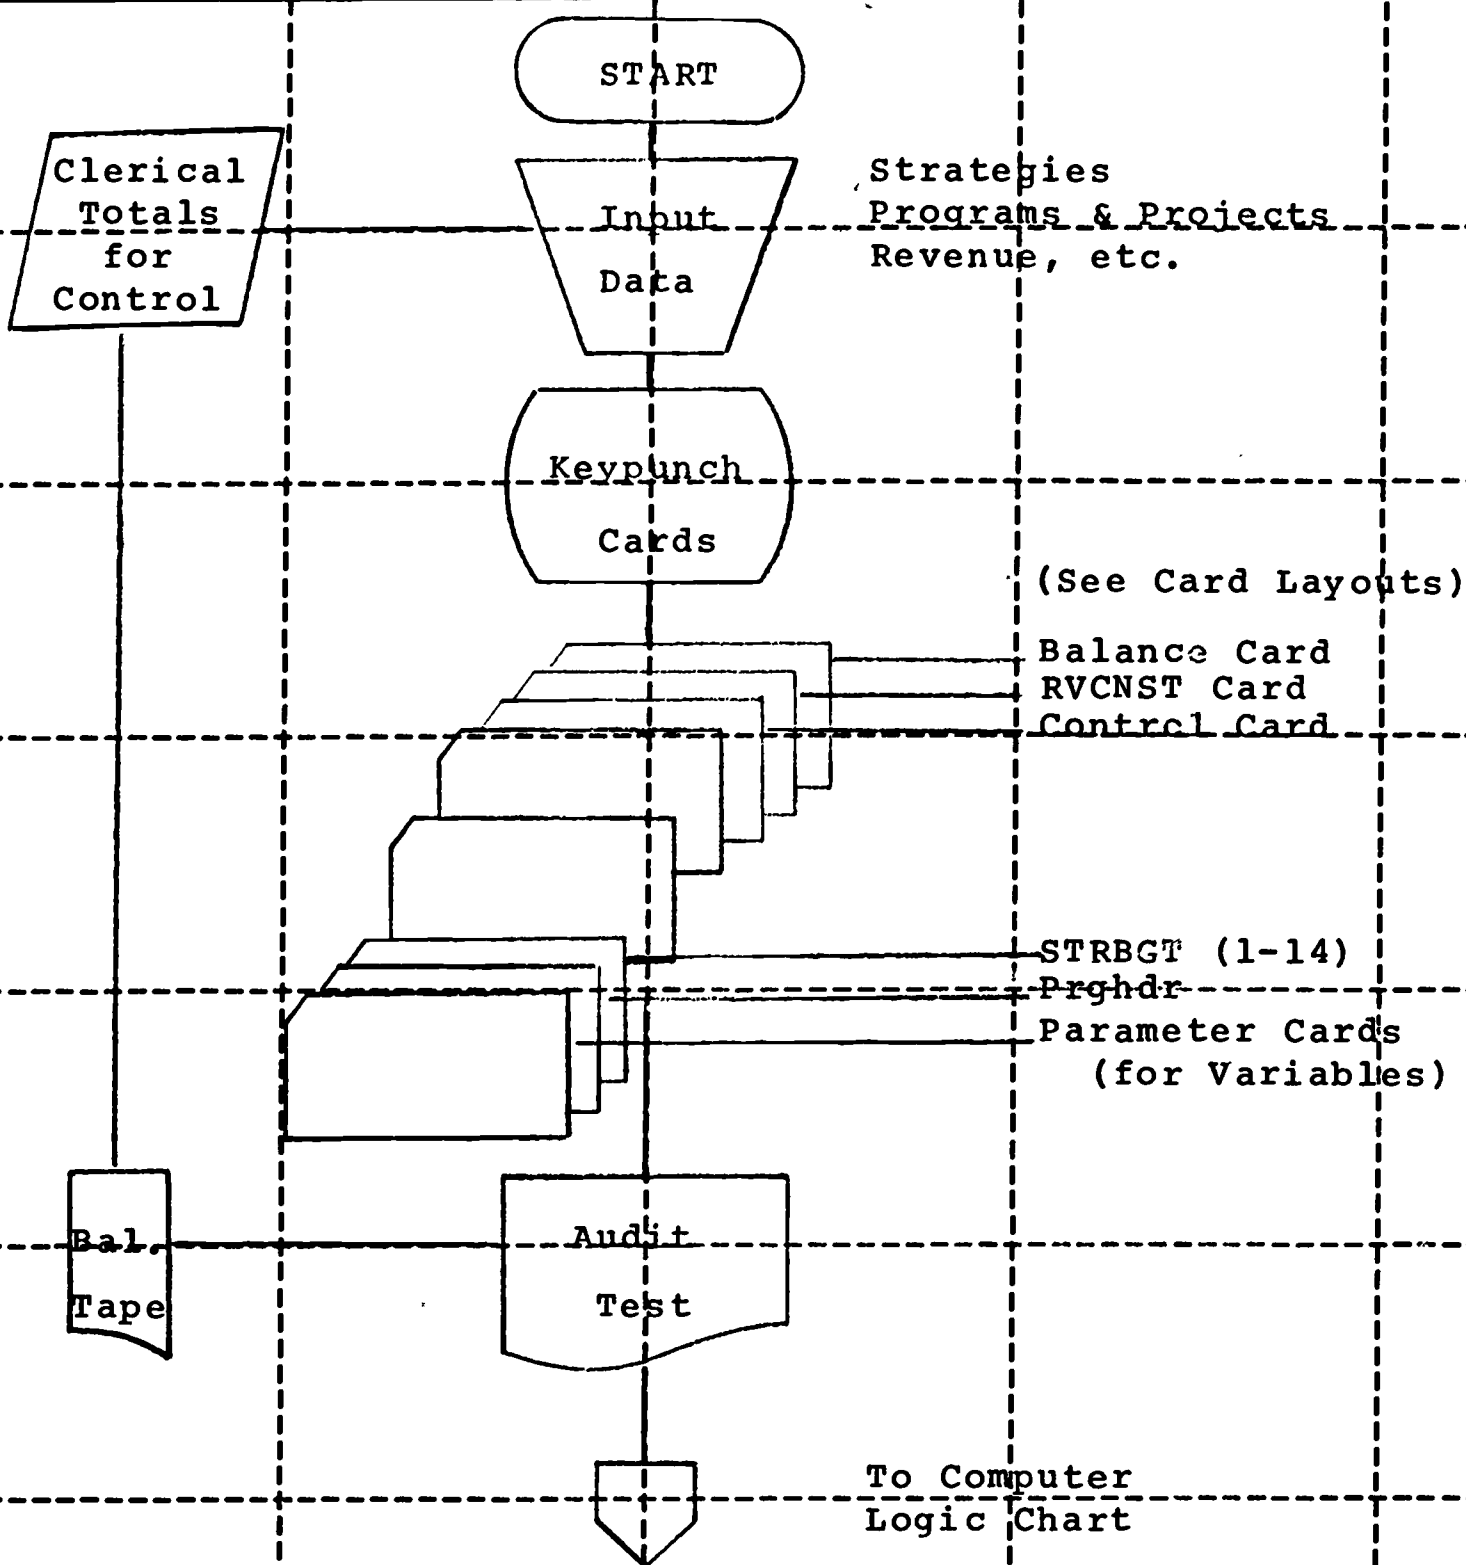 START
Clerical
Totals
for
Control
Input
Data
Strategies
Programs & Projects
Revenue, etc.
Keypunch
Cards
(See Card Layouts)
Balance Card
RVCNST Card
Control Card
STRBGT (1-14)
Prghdr
Parameter Cards
(for Variables)
Bal.
Tape
Audit
Test
To Computer
Logic Chart